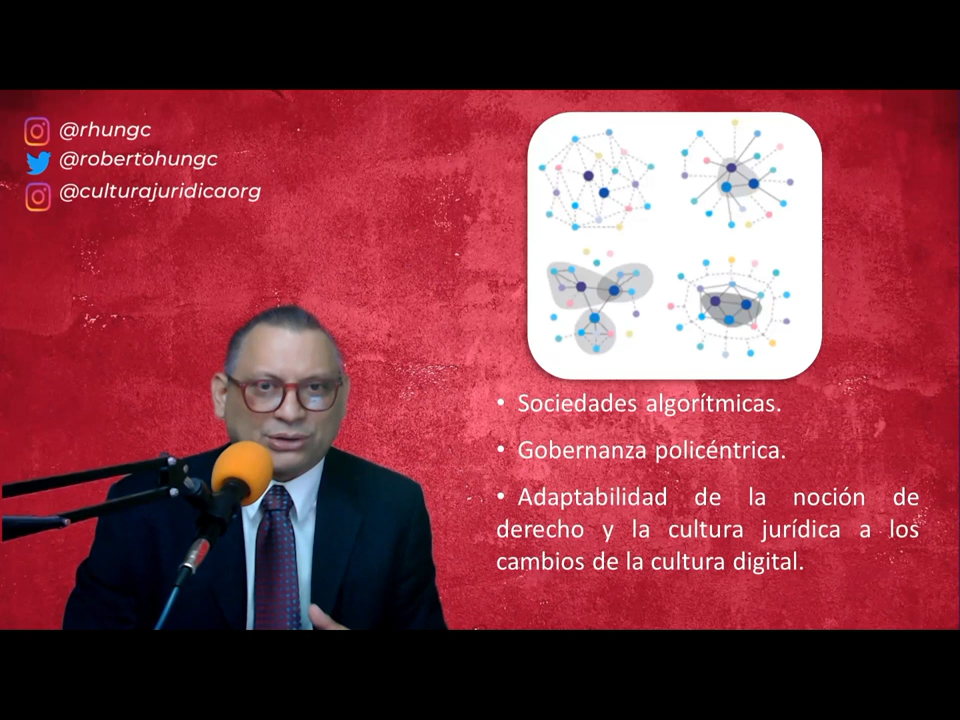 @rhungc
@robertohungc
@culturajuridicaorg
• Sociedades algorítmicas.
• Gobernanza policéntrica.
• Adaptabilidad de la noción de
derecho y la cultura jurídica a los
cambios de la cultura digital.